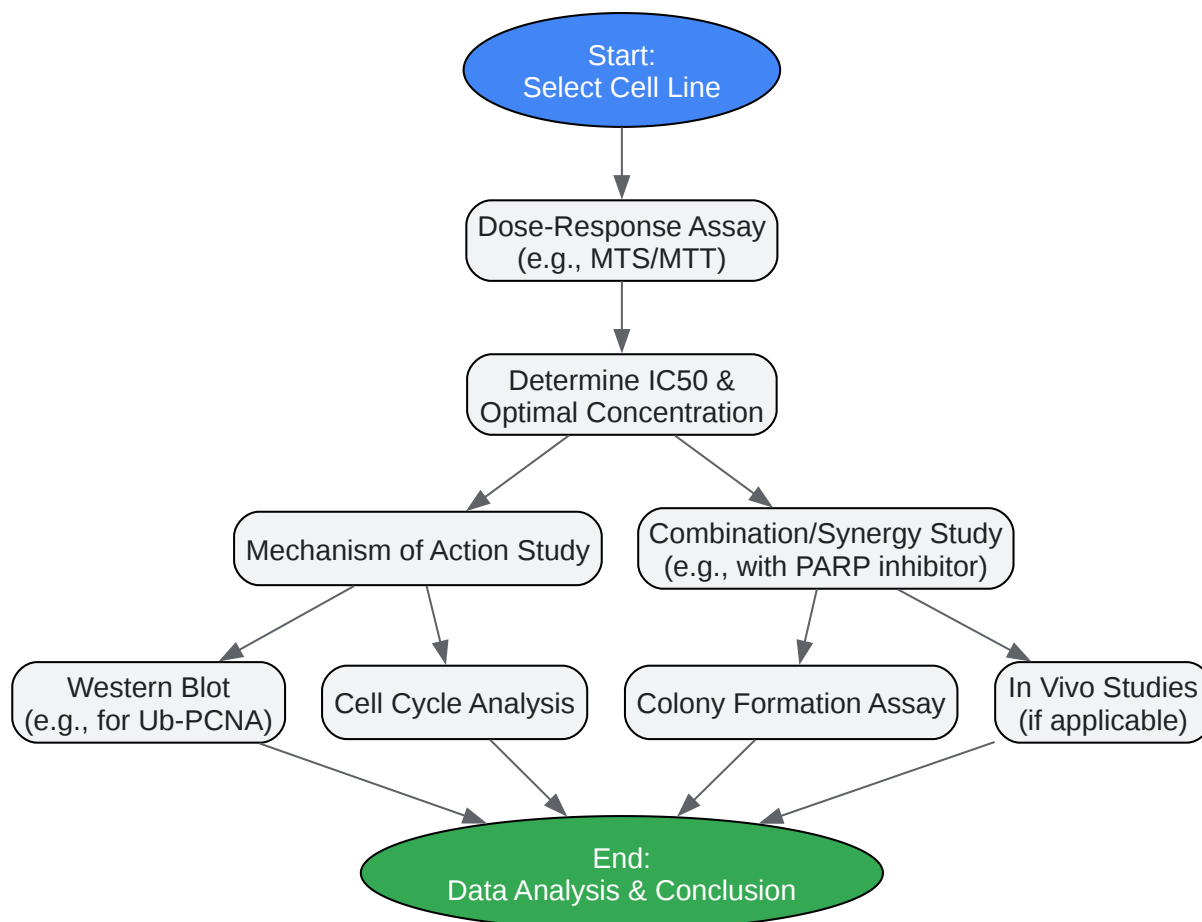 Start:
Select Cell Line
Dose-Response Assay
(e.g., MTS/MTT)
Determine IC50 &
Optimal Concentration
Mechanism of Action Study
Combination/Synergy Study
(e.g., with PARP inhibitor)
Western Blot
(e.g., for Ub-PCNA)
Cell Cycle Analysis
Colony Formation Assay
In Vivo Studies
(if applicable)
End:
Data Analysis & Conclusion